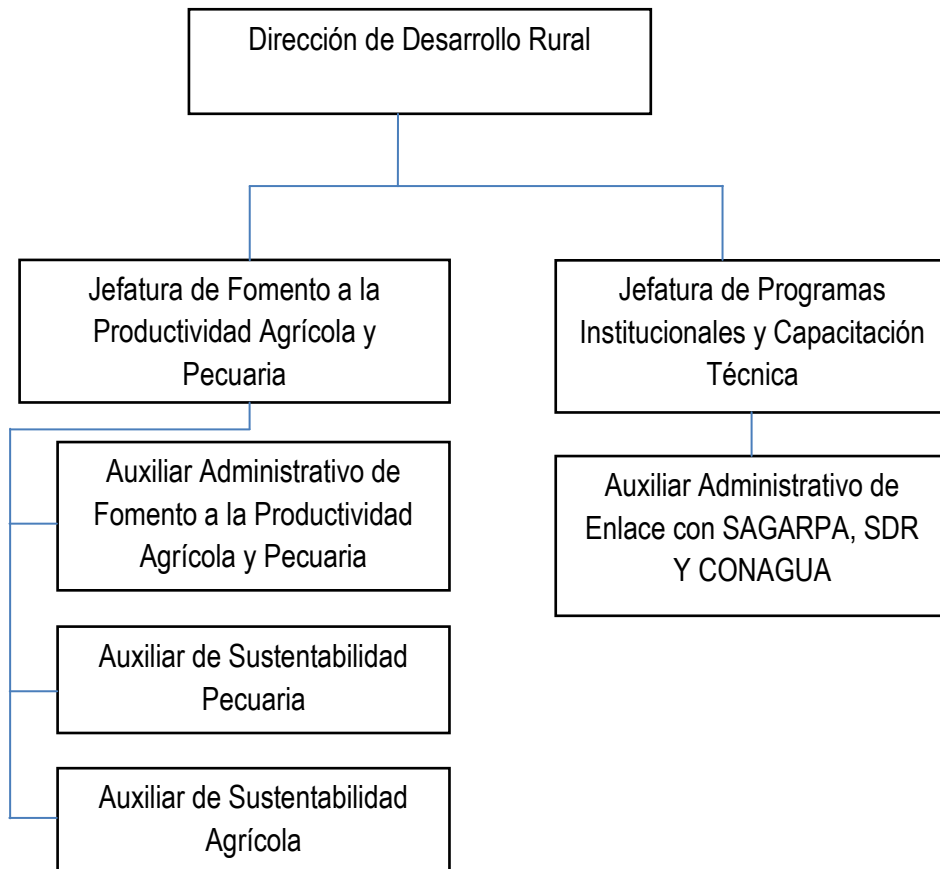 Dirección de Desarrollo Rural
Jefatura de Fomento a la
Productividad Agrícola y
Pecuaria
Jefatura de Programas
Institucionales y Capacitación
Técnica
Auxiliar Administrativo de
Fomento a la Productividad
Agrícola y Pecuaria
Auxiliar Administrativo de
Enlace con SAGARPA, SDR
Y CONAGUA
Auxiliar de Sustentabilidad
Pecuaria
Auxiliar de Sustentabilidad
Agrícola